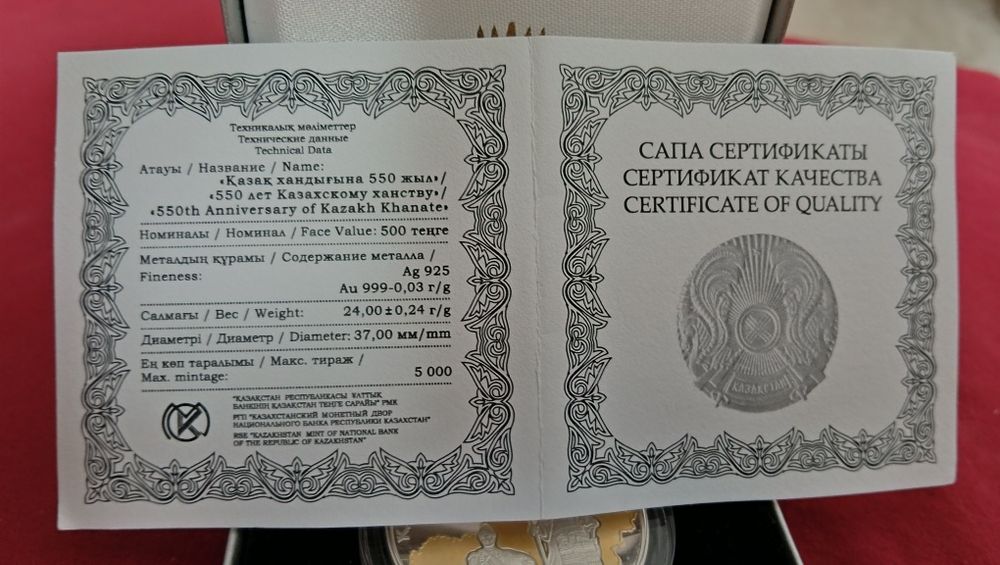 Техникалық мәліметтер
Технические данные
Technical Data
Атауы / Название / Name:
«Қазақ хандығына 550 жыл»/
«550 лет Казахскому ханству»/
«550th Anniversary of Kazakh Khanate»
Номиналы / Номинал / Face Value: 500 теңге
Металдың құрамы / Содержание металла /
Fineness: Ag 925
Au 999-0,03 г/g
Салмағы / Вес / Weight: 24,00±0,24 г/g
Диаметрі / Диаметр / Diameter: 37,00 мм/mm
Ең көп таралымы / Макс. тираж /
Max. mintage: 5 000
"ҚАЗАҚСТАН РЕСПУБЛИКАСЫ ҰЛТТЫҚ
БАНКІНІҢ ҚАЗАҚСТАН ТЕҢГЕ САРАЙЫ" РМК
РГП "КАЗАХСТАНСКИЙ МОНЕТНЫЙ ДВОР
НАЦИОНАЛЬНОГО БАНКА РЕСПУБЛИКИ КАЗАХСТАН"
RSE "KAZAKHSTAN MINT OF NATIONAL BANK
OF THE REPUBLIC OF KAZAKHSTAN"
САПА СЕРТИФИКАТЫ
СЕРТИФИКАТ КАЧЕСТВА
CERTIFICATE OF QUALITY
ҚАЗАҚСТАН